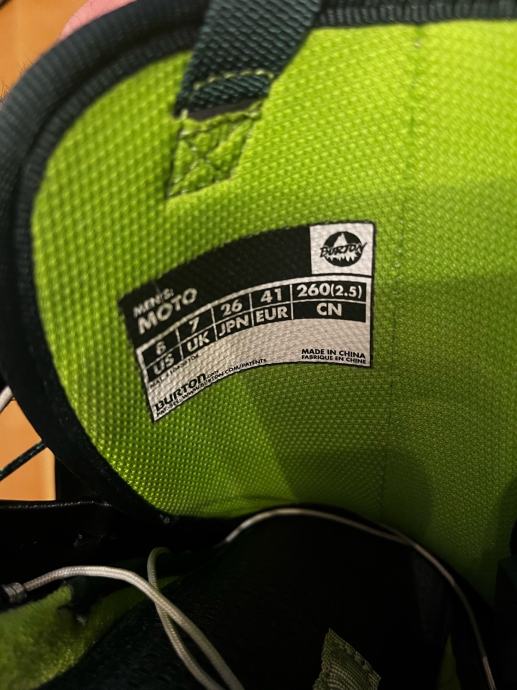 BURTON
MEN'S:
MOTO
8 7 26 41 260(2.5)
US UK JPN EUR CN
MADE IN CHINA
FABRIQUÉ EN CHINE
BURTON.com